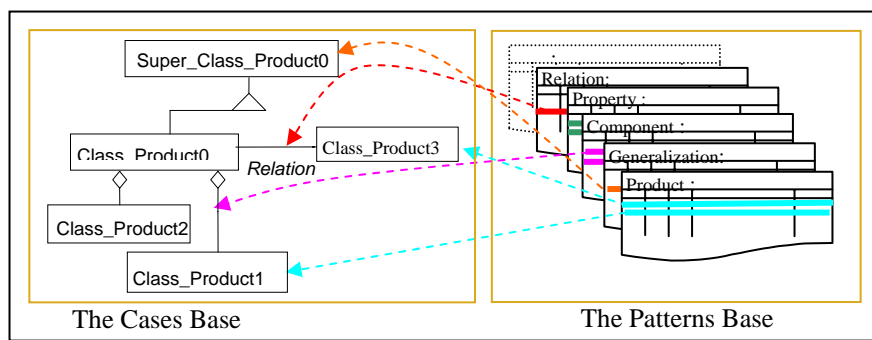 Super_Class_Product0
Class_Product0
Relation
Class_Product3
Class_Product2
Class_Product1
The Cases Base
:
Relation:
Property :
Component :
Generalization:
Product :
The Patterns Base